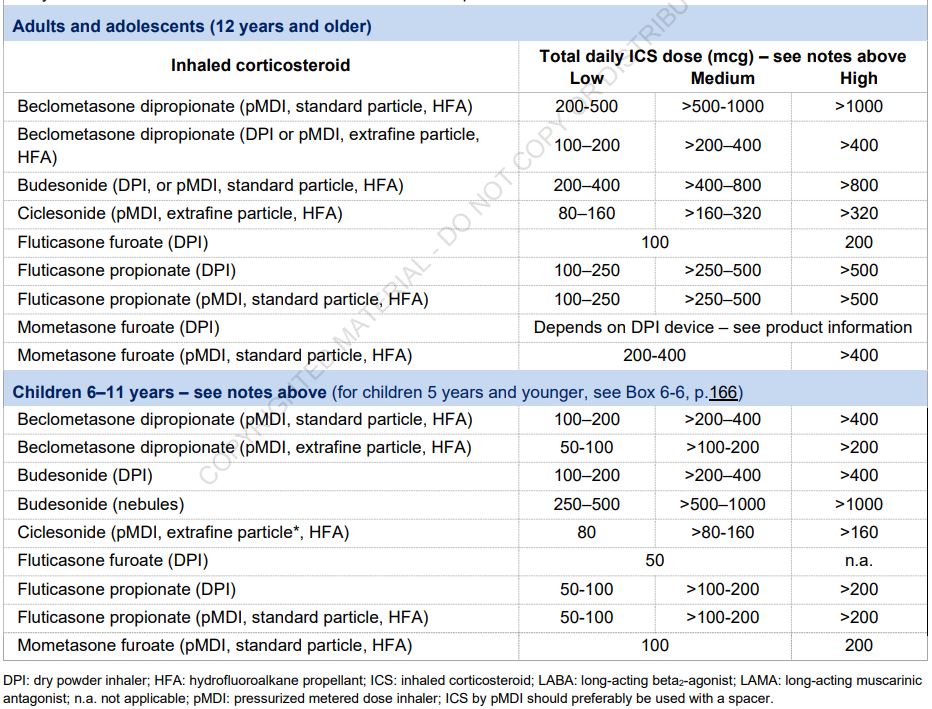 Adults and adolescents (12 years and older)
Inhaled corticosteroid
Total daily ICS dose (mcg) – see notes above
Low Medium High
Beclometasone dipropionate (pMDI, standard particle, HFA) 200-500 >500-1000 >1000
Beclometasone dipropionate (DPI or pMDI, extrafine particle,
HFA) 100–200 >200–400 >400
Budesonide (DPI, or pMDI, standard particle, HFA) 200–400 >400–800 >800
Ciclesonide (pMDI, extrafine particle, HFA) 80–160 >160–320 >320
Fluticasone furoate (DPI) 100 200
Fluticasone propionate (DPI) 100–250 >250–500 >500
Fluticasone propionate (pMDI, standard particle, HFA) 100–250 >250–500 >500
Mometasone furoate (DPI) Depends on DPI device – see product information
Mometasone furoate (pMDI, standard particle, HFA) 200-400 >400
Children 6–11 years – see notes above (for children 5 years and younger, see Box 6-6, p.166)
Beclometasone dipropionate (pMDI, standard particle, HFA) 100–200 >200–400 >400
Beclometasone dipropionate (pMDI, extrafine particle, HFA) 50-100 >100-200 >200
Budesonide (DPI) 100–200 >200–400 >400
Budesonide (nebules) 250–500 >500–1000 >1000
Ciclesonide (pMDI, extrafine particle*, HFA) 80 >80-160 >160
Fluticasone furoate (DPI) 50 n.a.
Fluticasone propionate (DPI) 50-100 >100-200 >200
Fluticasone propionate (pMDI, standard particle, HFA) 50-100 >100-200 >200
Mometasone furoate (pMDI, standard particle, HFA) 100 200
DPI: dry powder inhaler; HFA: hydrofluoroalkane propellant; ICS: inhaled corticosteroid; LABA: long-acting beta₂-agonist; LAMA: long-acting muscarinic
antagonist; n.a. not applicable; pMDI: pressurized metered dose inhaler; ICS by pMDI should preferably be used with a spacer.
COPYRIGHTED MATERIAL - DO NOT COPY OR DISTRIBU